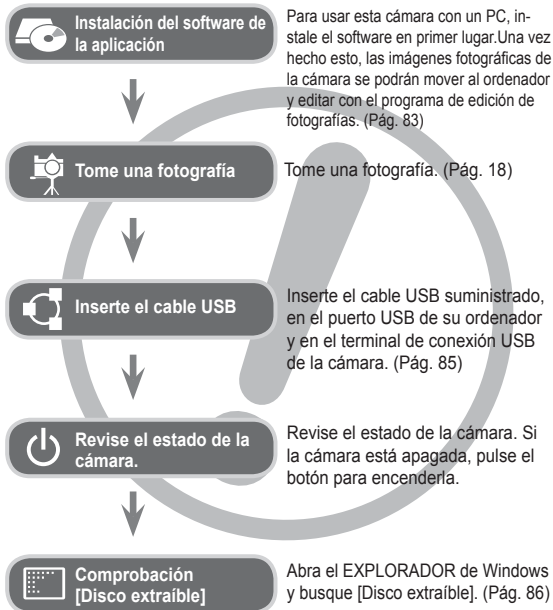 Instalación del software de
la aplicación
Para usar esta cámara con un PC, in-
stale el software en primer lugar.Una vez
hecho esto, las imágenes fotográficas de
la cámara se podrán mover al ordenador
y editar con el programa de edición de
fotografías. (Pág. 83)
Tome una fotografía
Tome una fotografía. (Pág. 18)
Inserte el cable USB
Inserte el cable USB suministrado,
en el puerto USB de su ordenador
y en el terminal de conexión USB
de la cámara. (Pág. 85)
Revise el estado de la
cámara.
Revise el estado de la cámara. Si
la cámara está apagada, pulse el
botón para encenderla.
Comprobación
[Disco extraíble]
Abra el EXPLORADOR de Windows
y busque [Disco extraíble]. (Pág. 86)